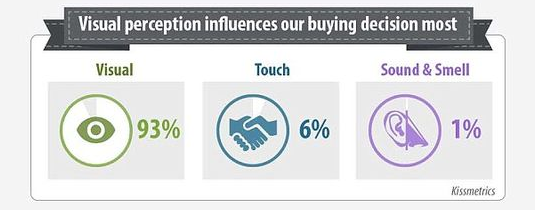 Visual perception influences our buying decision most
Visual
Touch
Sound & Smell
93%
6%
1%
Kissmetrics